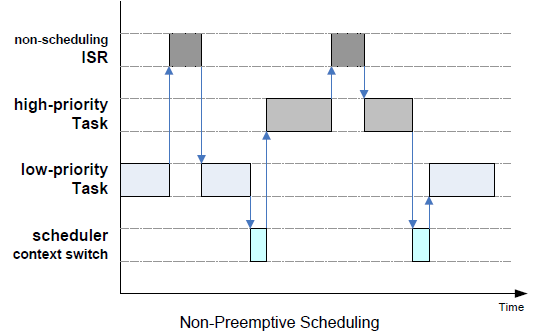 non-scheduling
ISR
high-priority
Task
low-priority
Task
scheduler
context switch
Time
Non-Preemptive Scheduling